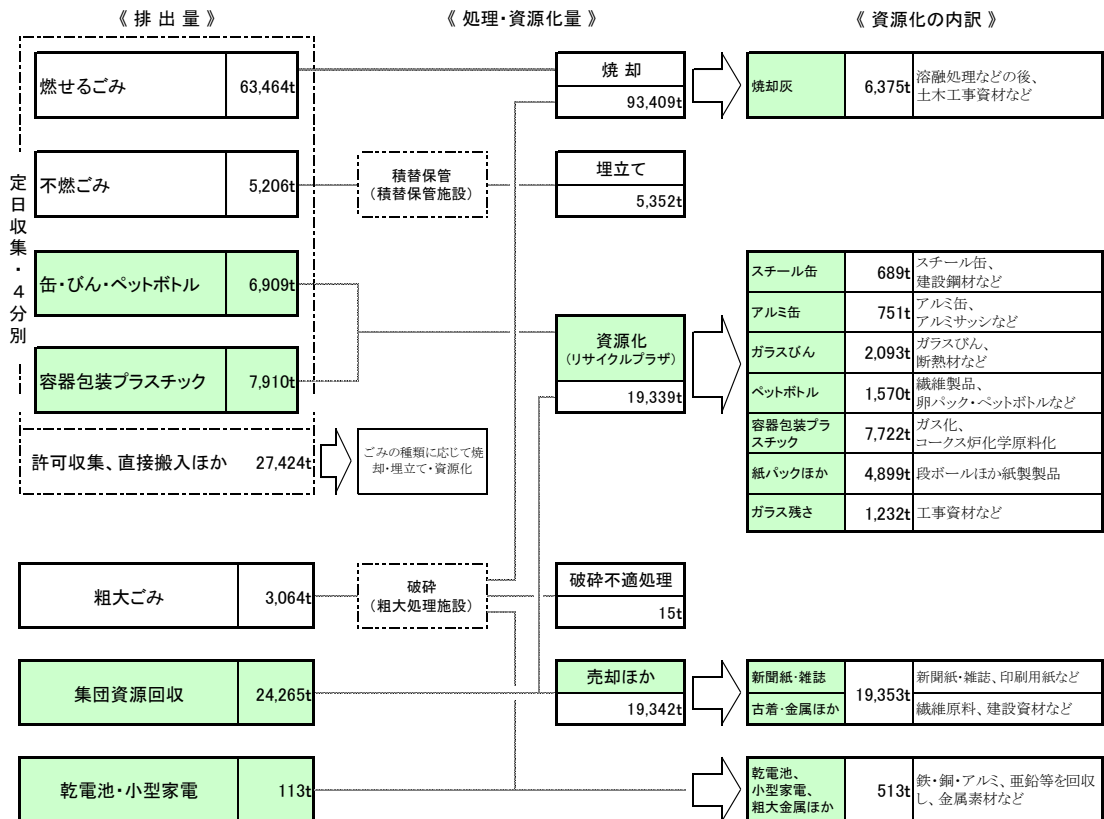 《 排 出 量 》
《 処理・資源化量 》
《 資源化の内訳 》
定日収集・4分別
燃せるごみ 63,464t
焼 却
93,409t
焼却灰 6,375t
溶融処理などの後、
土木工事資材など
不燃ごみ 5,206t
積替保管
（積替保管施設）
埋立て
5,352t
缶・びん・ペットボトル 6,909t
容器包装プラスチック 7,910t
資源化
（リサイクルプラザ）
19,339t
スチール缶 689t
スチール缶、
建設鋼材など
アルミ缶 751t
アルミ缶、
アルミサッシなど
ガラスびん 2,093t
ガラスびん、
断熱材など
ペットボトル 1,570t
繊維製品、
卵パック・ペットボトルなど
容器包装プラ
スチック
7,722t
ガス化、
コークス炉化学原料化
紙パックほか 4,899t 段ボールほか紙製製品
ガラス残さ 1,232t 工事資材など
許可収集、直接搬入ほか 27,424t
ごみの種類に応じて焼
却・埋立て・資源化
粗大ごみ 3,064t
破砕
（粗大処理施設）
破砕不適処理
15t
集団資源回収 24,265t
売却ほか
19,342t
新聞紙・雑誌
古着・金属ほか
19,353t
新聞紙・雑誌、印刷用紙など
繊維原料、建設資材など
乾電池・小型家電 113t
乾電池、
小型家電、
粗大金属ほか
513t
鉄・銅・アルミ、亜鉛等を回収
し、金属素材など